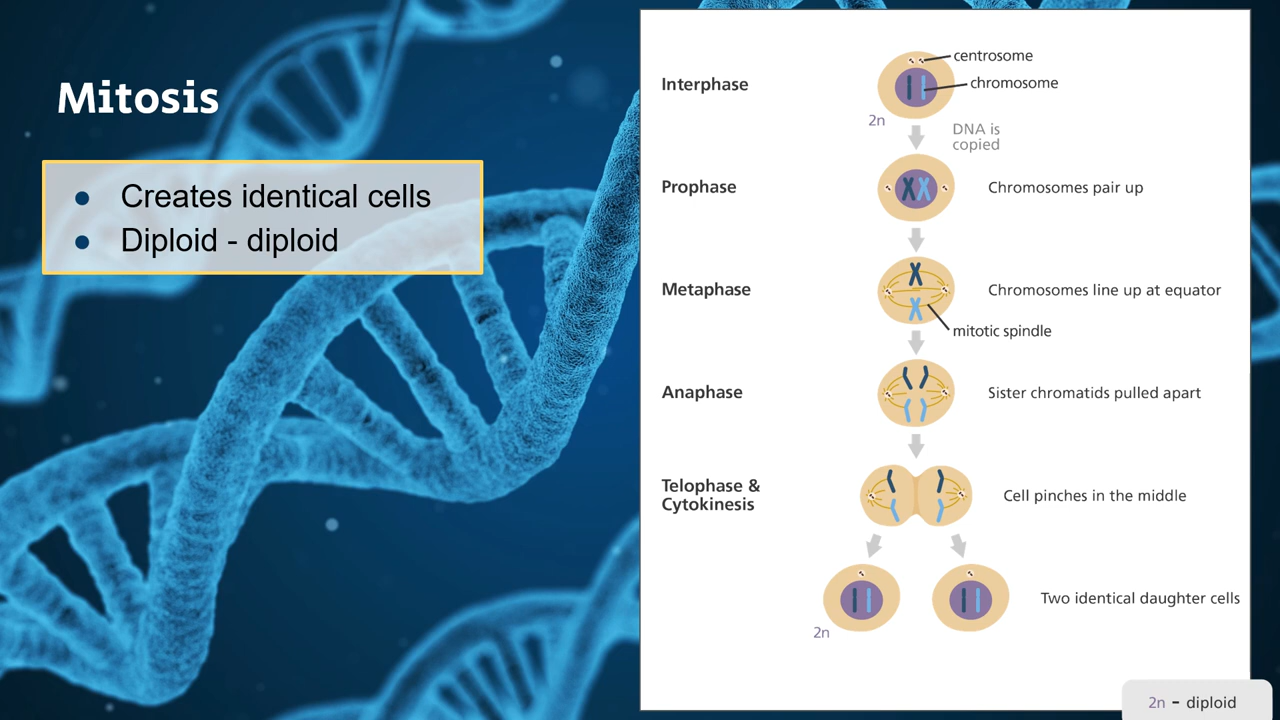 Mitosis
● Creates identical cells
● Diploid - diploid
Interphase
centrosome
chromosome
2n
DNA is
copied
Prophase
Chromosomes pair up
Metaphase
Chromosomes line up at equator
mitotic spindle
Anaphase
Sister chromatids pulled apart
Telophase &
Cytokinesis
Cell pinches in the middle
Two identical daughter cells
2n
2n – diploid